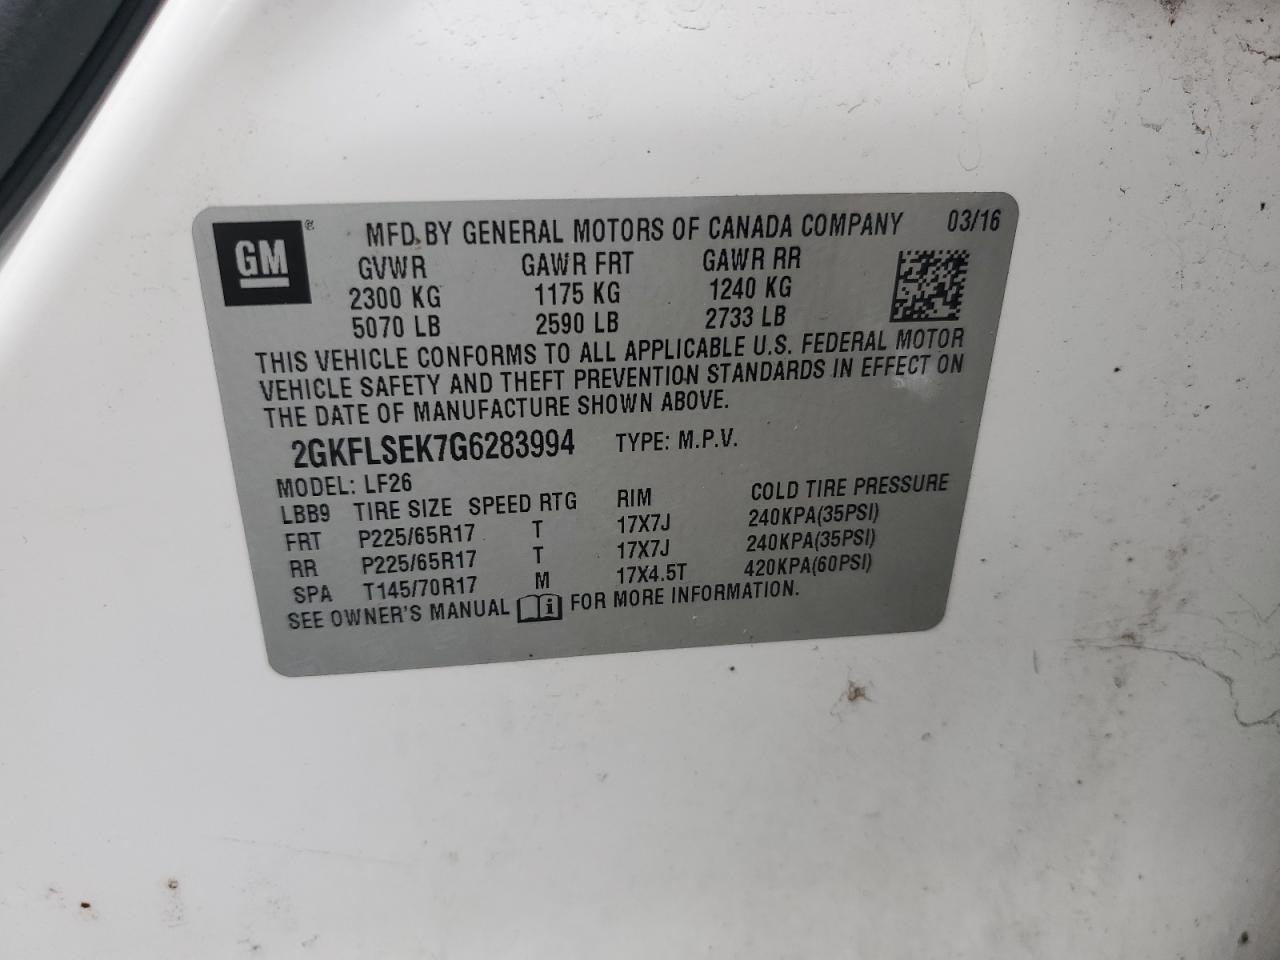 GM ® MFD. BY GENERAL MOTORS OF CANADA COMPANY 03/16
GVWR GAWR FRT GAWR RR
2300 KG 1175 KG 1240 KG
5070 LB 2590 LB 2733 LB
THIS VEHICLE CONFORMS TO ALL APPLICABLE U.S. FEDERAL MOTOR
VEHICLE SAFETY AND THEFT PREVENTION STANDARDS IN EFFECT ON
THE DATE OF MANUFACTURE SHOWN ABOVE.
2GKFLSEK7G6283994 TYPE: M.P.V.
MODEL: LF26
LBB9 TIRE SIZE SPEED RTG RIM COLD TIRE PRESSURE
FRT P225/65R17 T 17X7J 240KPA(35PSI)
RR P225/65R17 T 17X7J 240KPA(35PSI)
SPA T145/70R17 M 17X4.5T 420KPA(60PSI)
SEE OWNER'S MANUAL i FOR MORE INFORMATION.